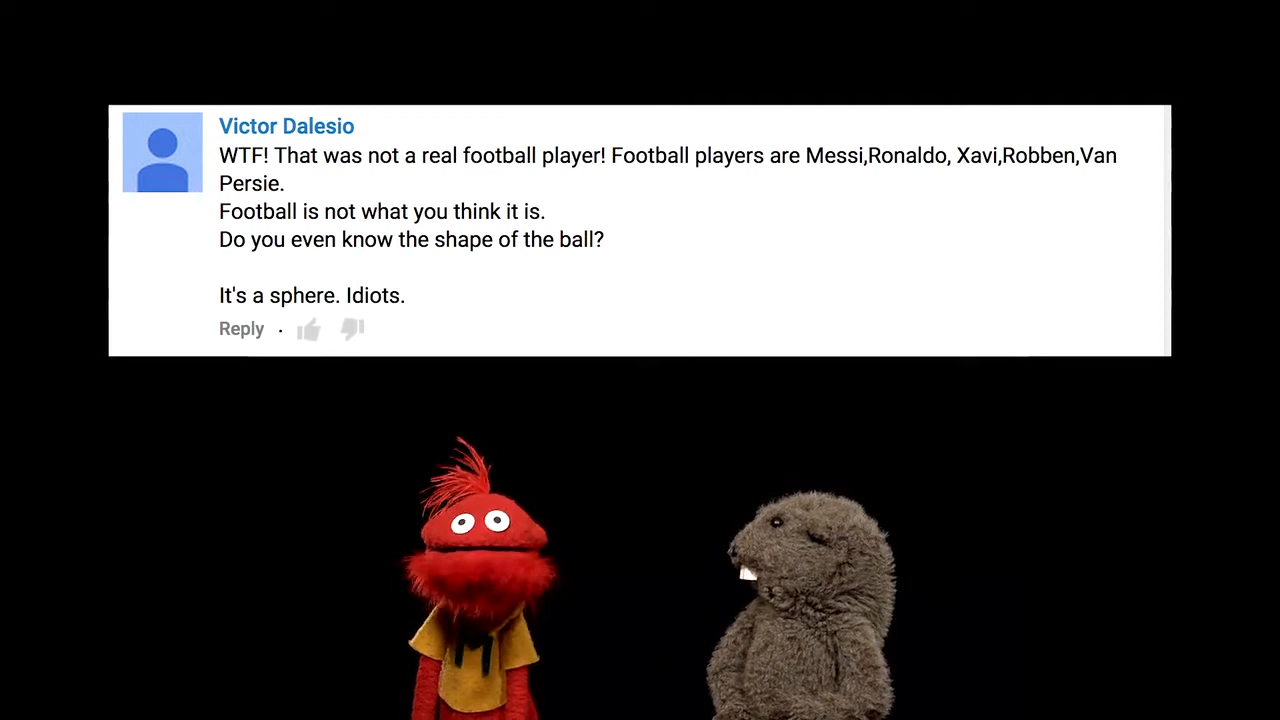 Victor Dalesio
WTF! That was not a real football player! Football players are Messi,Ronaldo, Xavi,Robben,Van
Persie.
Football is not what you think it is.
Do you even know the shape of the ball?
It's a sphere. Idiots.
Reply ·